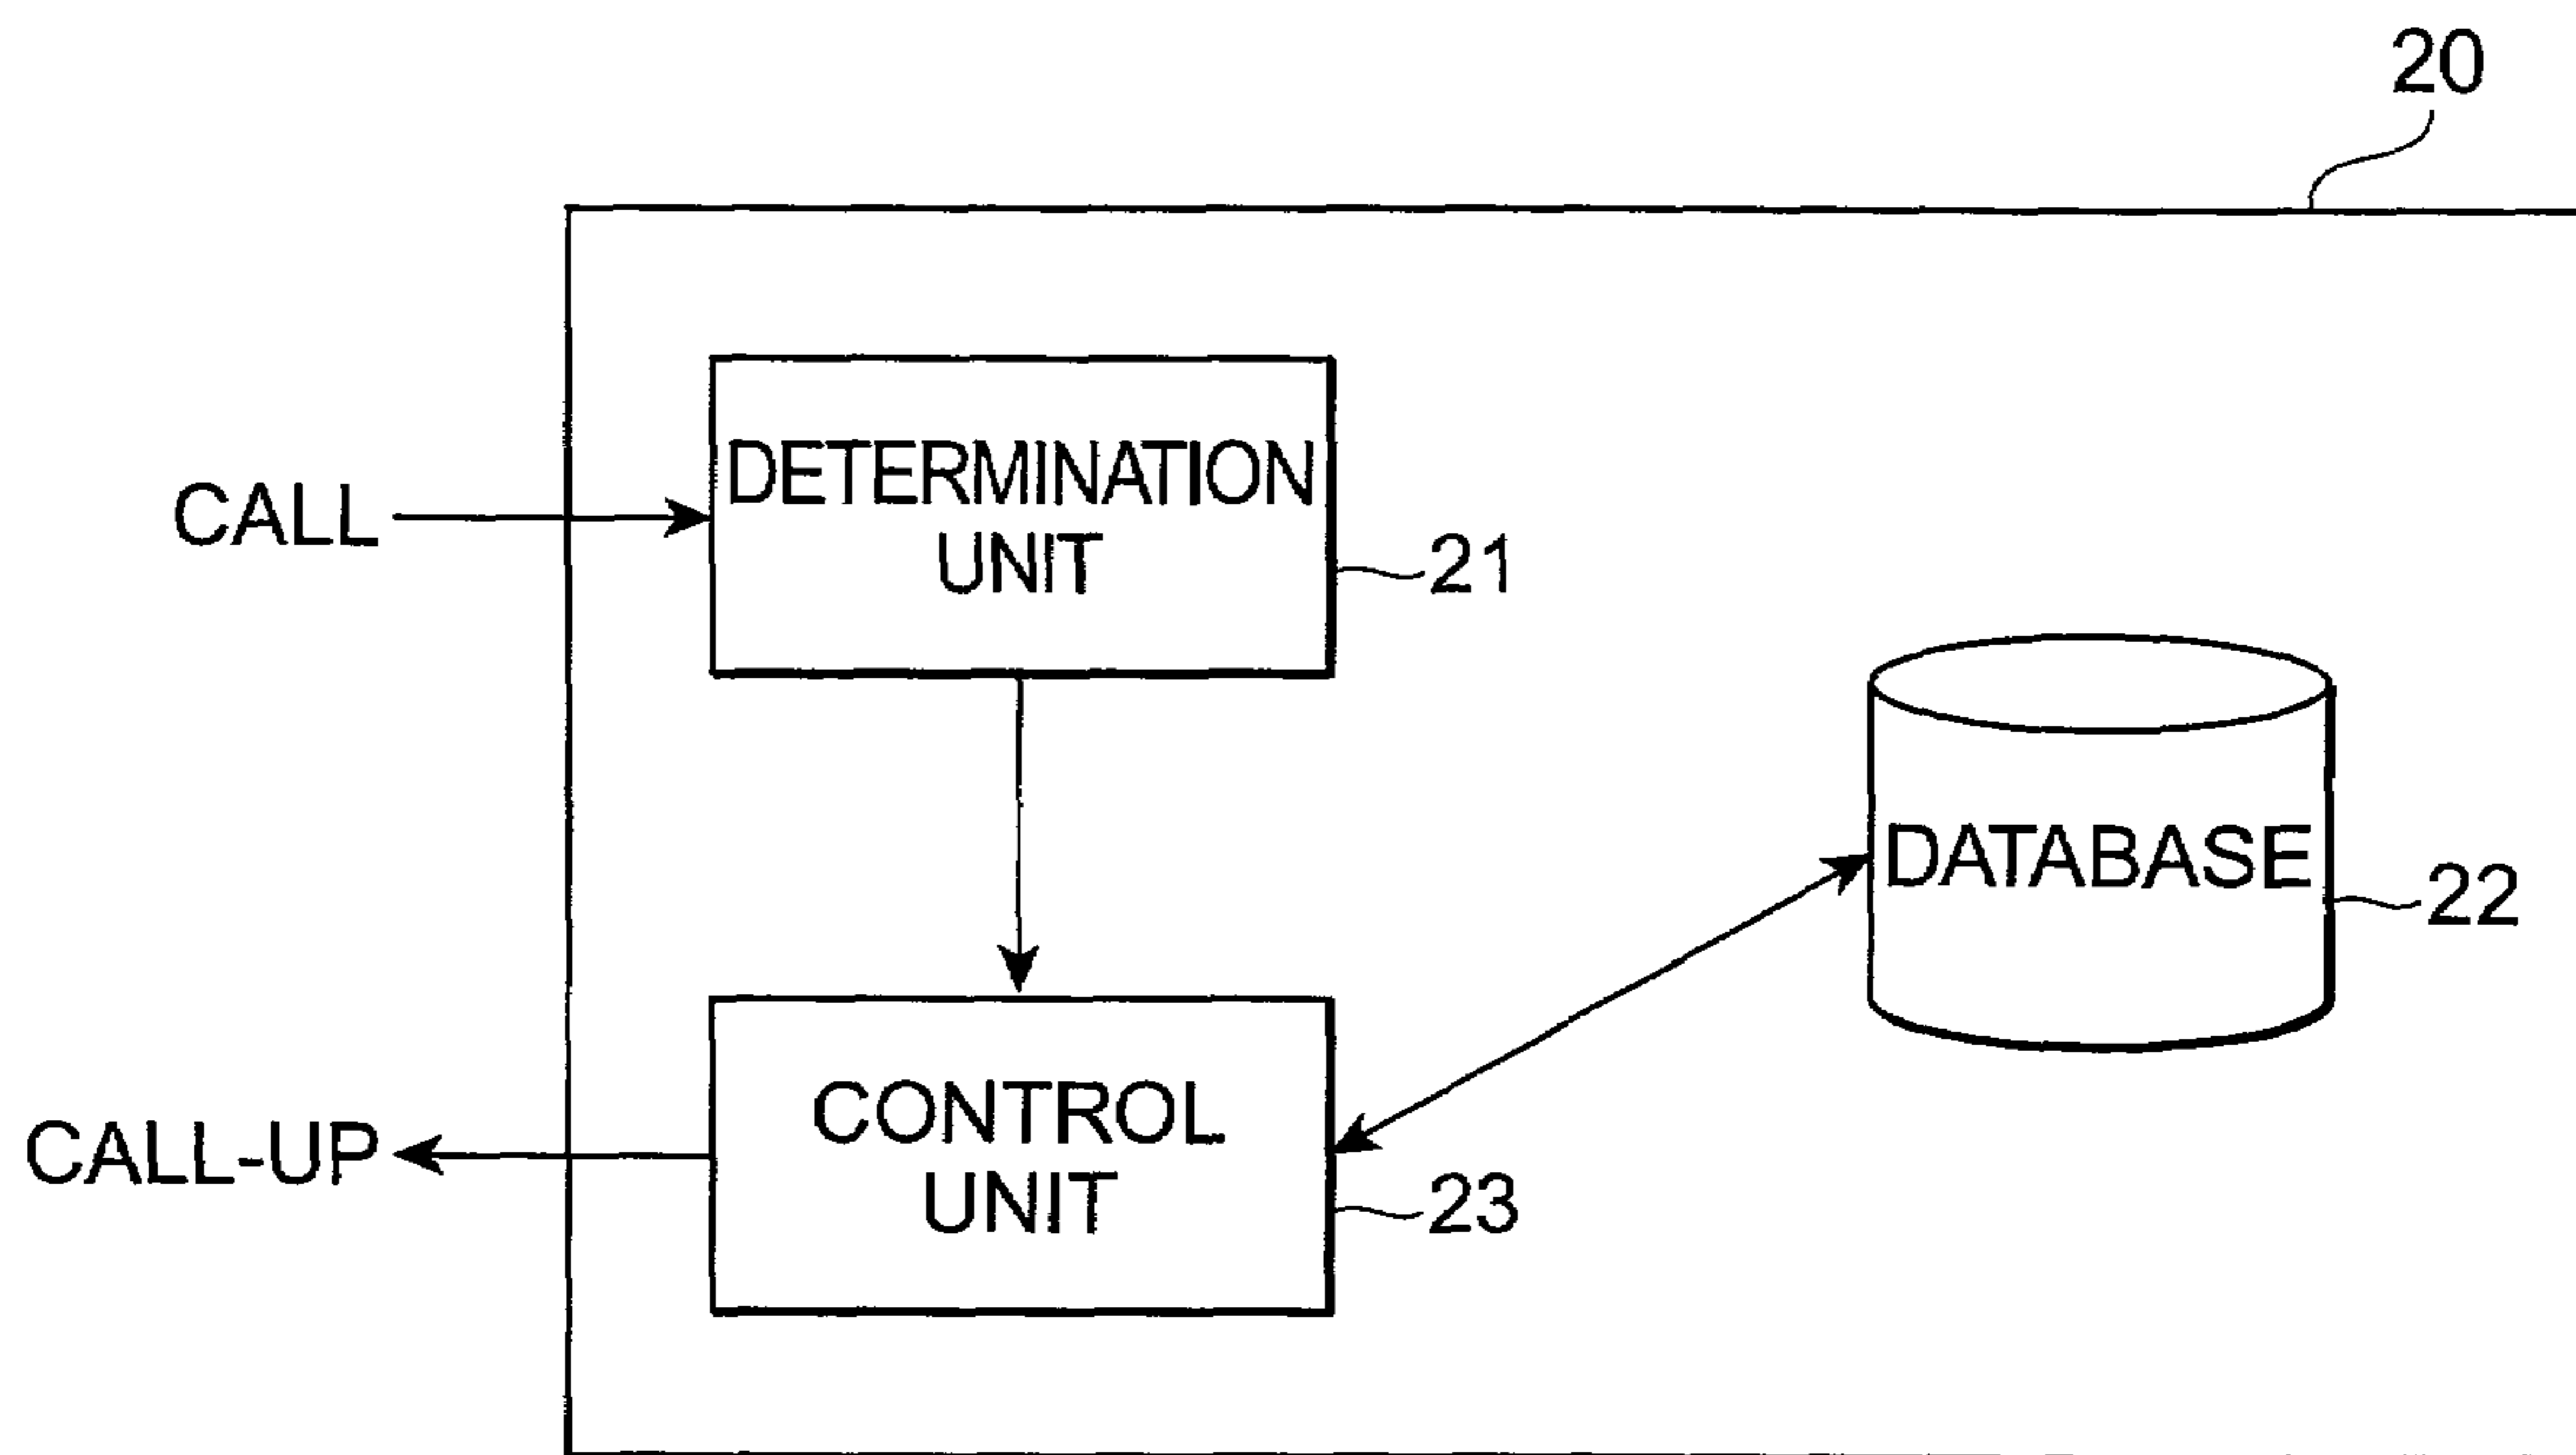 20
CALL
DETERMINATION
UNIT
21
DATABASE
22
CALL-UP
CONTROL
UNIT
23